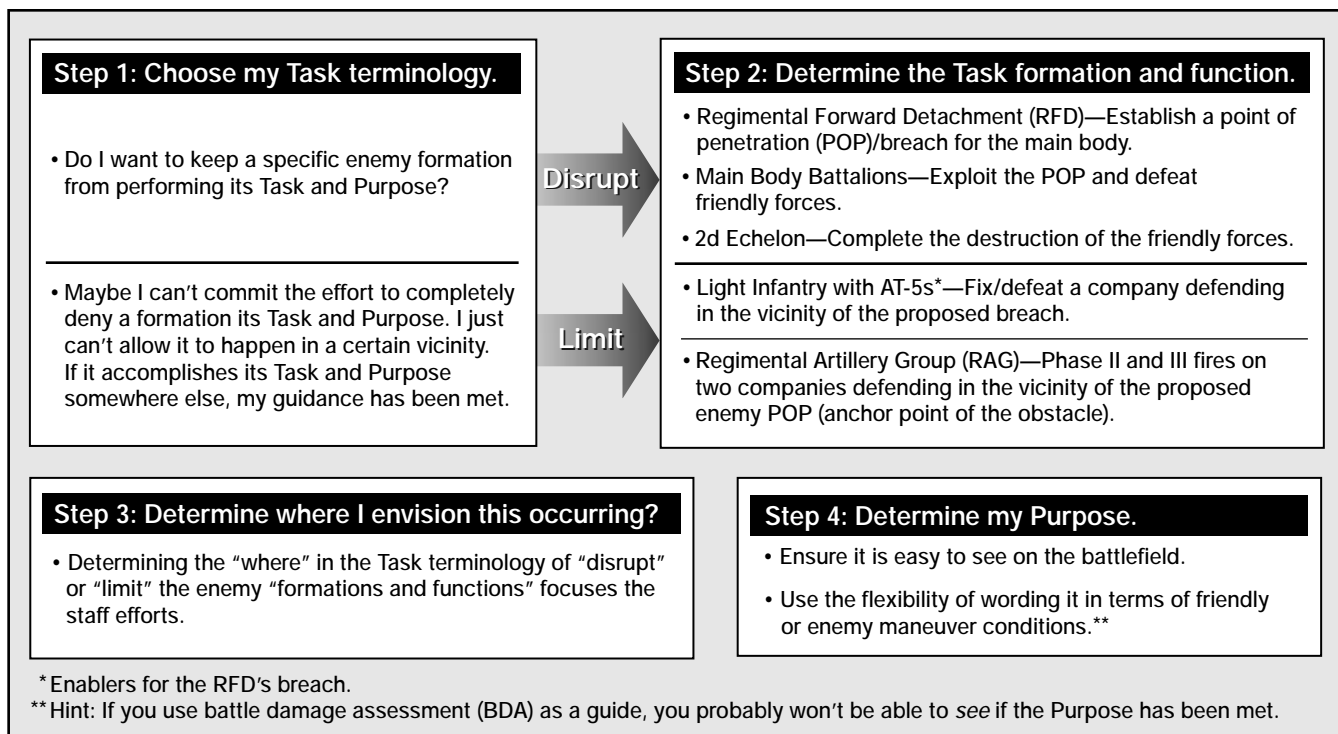 Step 1: Choose my Task terminology.
• Do I want to keep a specific enemy formation
from performing its Task and Purpose?
• Maybe I can't commit the effort to completely
deny a formation its Task and Purpose. I just
can't allow it to happen in a certain vicinity.
If it accomplishes its Task and Purpose
somewhere else, my guidance has been met.
Disrupt
Limit
Step 2: Determine the Task formation and function.
• Regimental Forward Detachment (RFD)—Establish a point of
penetration (POP)/breach for the main body.
• Main Body Battalions—Exploit the POP and defeat
friendly forces.
• 2d Echelon—Complete the destruction of the friendly forces.
• Light Infantry with AT-5s*—Fix/defeat a company defending
in the vicinity of the proposed breach.
• Regimental Artillery Group (RAG)—Phase II and III fires on
two companies defending in the vicinity of the proposed
enemy POP (anchor point of the obstacle).
Step 3: Determine where I envision this occurring?
• Determining the “where” in the Task terminology of “disrupt”
or “limit” the enemy “formations and functions” focuses the
staff efforts.
Step 4: Determine my Purpose.
• Ensure it is easy to see on the battlefield.
• Use the flexibility of wording it in terms of friendly
or enemy maneuver conditions.**
*Enablers for the RFD's breach.
**Hint: If you use battle damage assessment (BDA) as a guide, you probably won't be able to see if the Purpose has been met.